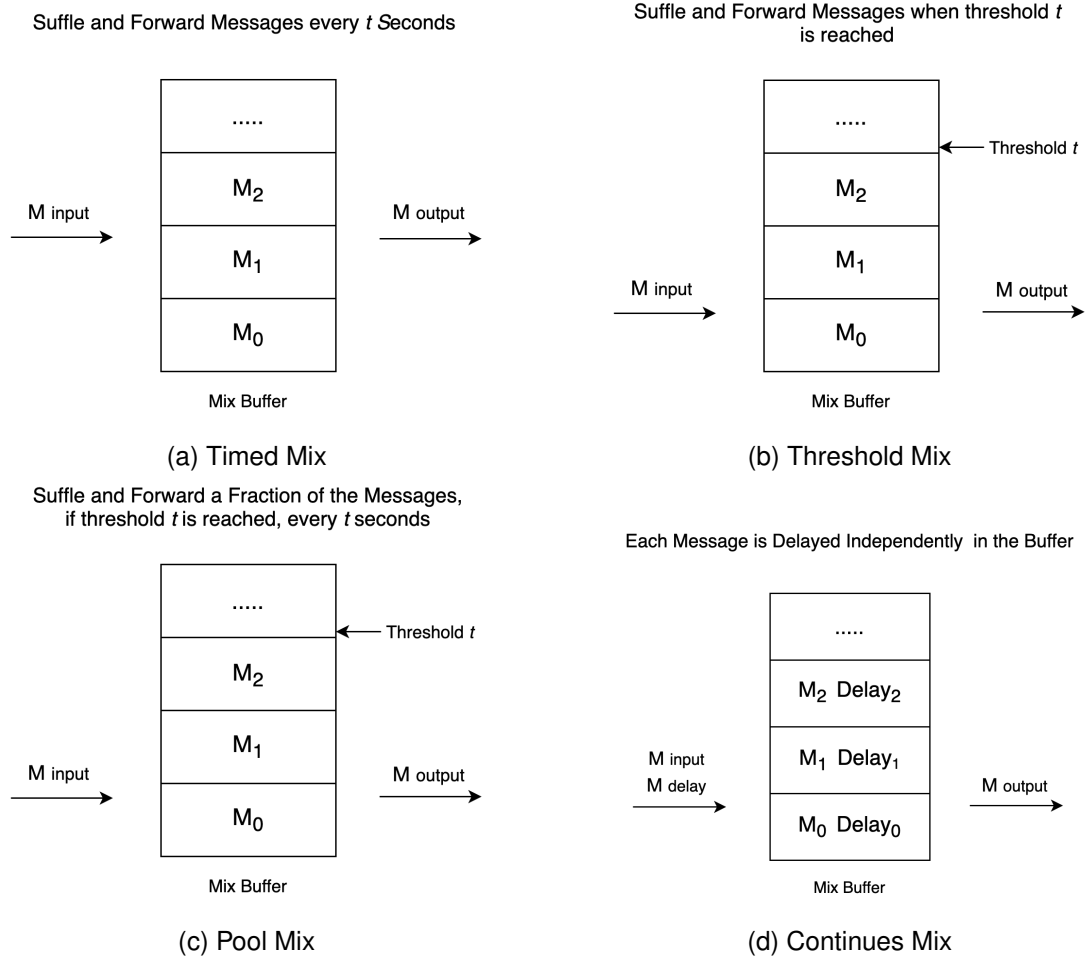 Suffle and Forward Messages every t Seconds
.....
M2
M1
M0
M input
M output
Mix Buffer
(a) Timed Mix
Suffle and Forward Messages when threshold t
is reached
.....
Threshold t
M2
M1
M0
M input
M output
Mix Buffer
(b) Threshold Mix
Suffle and Forward a Fraction of the Messages,
if threshold t is reached, every t seconds
.....
Threshold t
M2
M1
M0
M input
M output
Mix Buffer
(c) Pool Mix
Each Message is Delayed Independently in the Buffer
.....
M2 Delay2
M1 Delay1
M0 Delay0
M input
M delay
M output
Mix Buffer
(d) Continues Mix